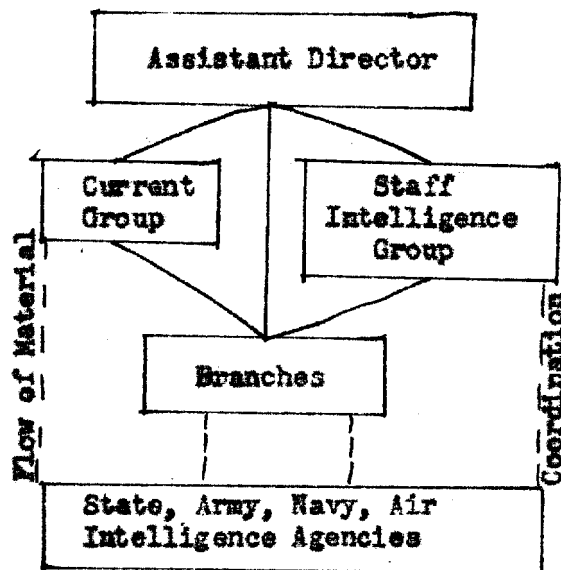 Assistant Director
Current
Group
Staff
Intelligence
Group
Flow of Material
Coordination
Branches
State, Army, Navy, Air
Intelligence Agencies